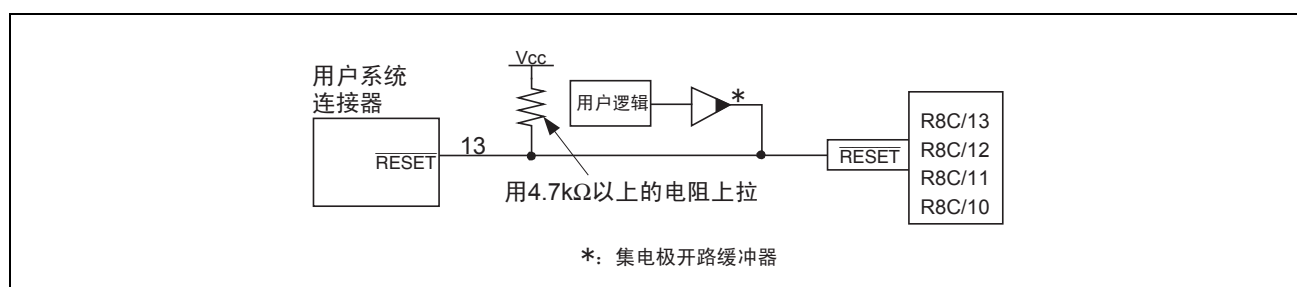 用户系统
连接器
RESET
13
Vcc
用4.7kΩ以上的电阻上拉
用户逻辑
*
RESET
R8C/13
R8C/12
R8C/11
R8C/10
*: 集电极开路缓冲器